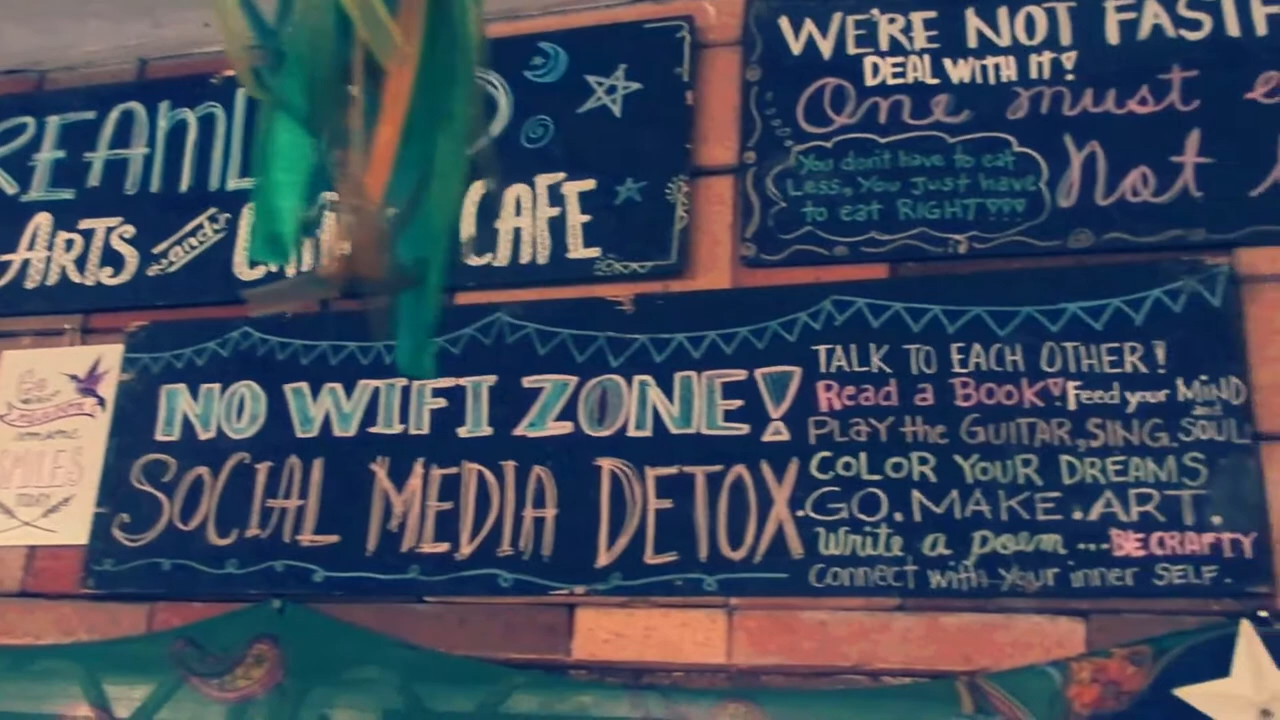 ARTS and CAFE
WE'RE NOT
DEAL WITH IT!
One must
Not
You don't have to eat
Less, You Just have
to eat RIGHT!!!
NO WIFI ZONE!
SOCIAL MEDIA DETOX
TALK TO EACH OTHER!
Read a Book! Feed your MIND
and
PLAY the GUITAR, SING. SOUL
COLOR YOUR DREAMS
.GO.MAKE.ART.
Write a poem ... BE CRAFTY
Connect with your inner SELF.
SMILES
TODAY